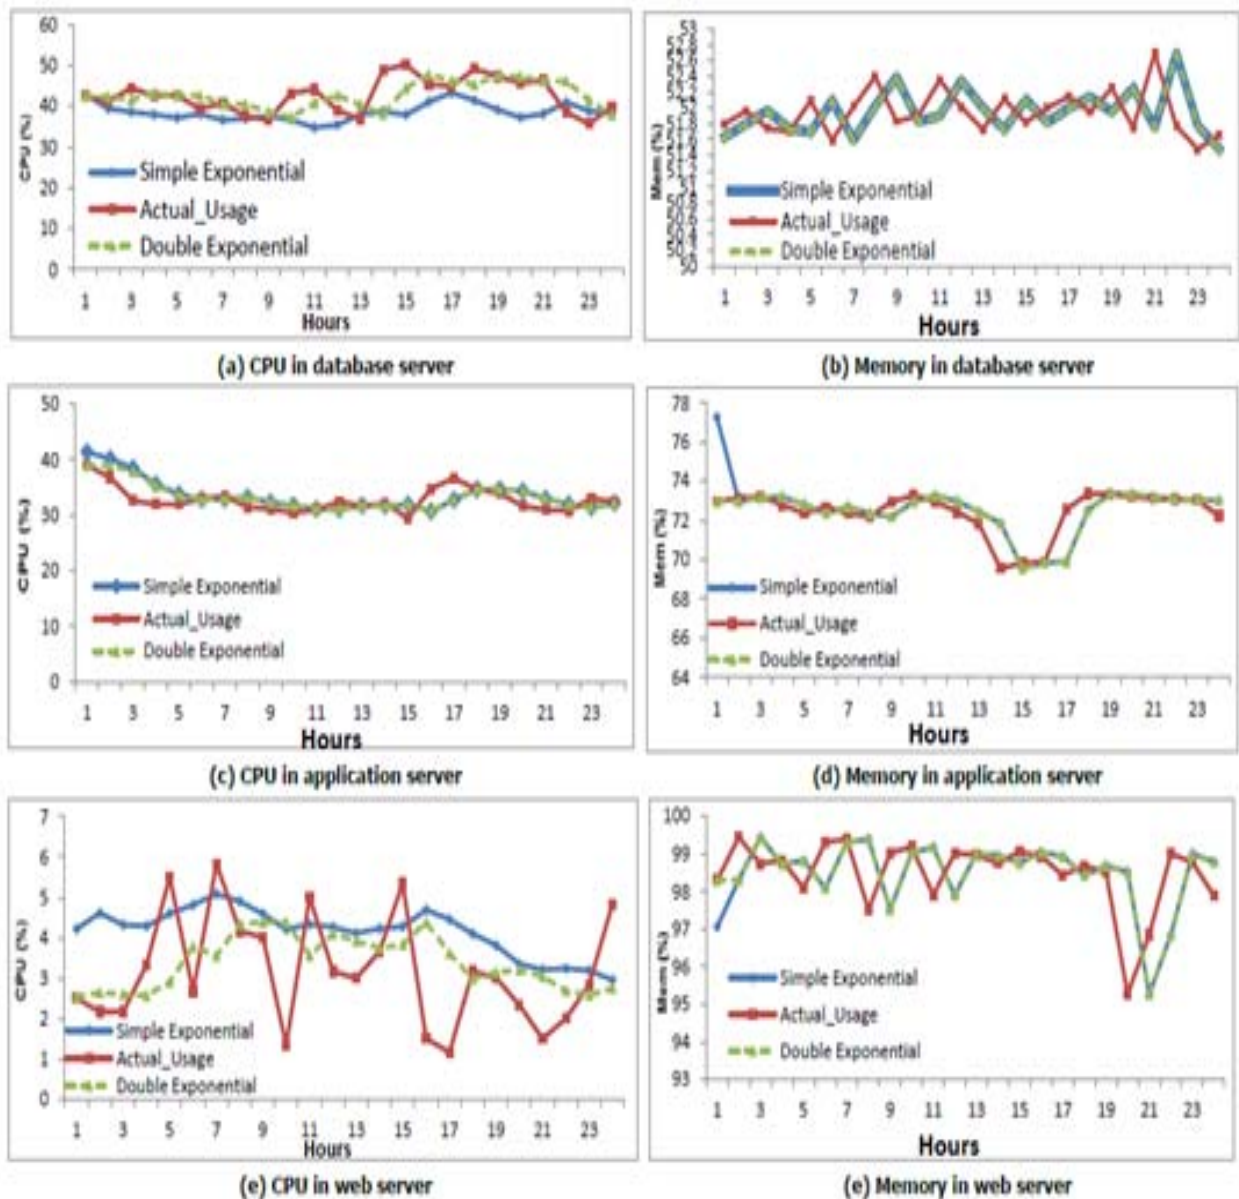 60
50
40
30
20
10
0
CPU (%)
Simple Exponential
Actual_Usage
Double Exponential
1 3 5 7 9 11 13 15 17 19 21 23
Hours
(a) CPU in database server
53
50
Mem (%)
Simple Exponential
Actual_Usage
Double Exponential
1 3 5 7 9 11 13 15 17 19 21 23
Hours
(b) Memory in database server
50
40
30
20
10
0
CPU (%)
Simple Exponential
Actual_Usage
Double Exponential
1 3 5 7 9 11 13 15 17 19 21 23
Hours
(c) CPU in application server
78
76
74
72
70
68
66
64
Mem (%)
Simple Exponential
Actual_Usage
Double Exponential
1 3 5 7 9 11 13 15 17 19 21 23
Hours
(d) Memory in application server
7
6
5
4
3
2
1
0
CPU (%)
Simple Exponential
Actual_Usage
Double Exponential
1 3 5 7 9 11 13 15 17 19 21 23
Hours
(e) CPU in web server
100
99
98
97
96
95
94
93
Mem (%)
Simple Exponential
Actual_Usage
Double Exponential
1 3 5 7 9 11 13 15 17 19 21 23
Hours
(e) Memory in web server